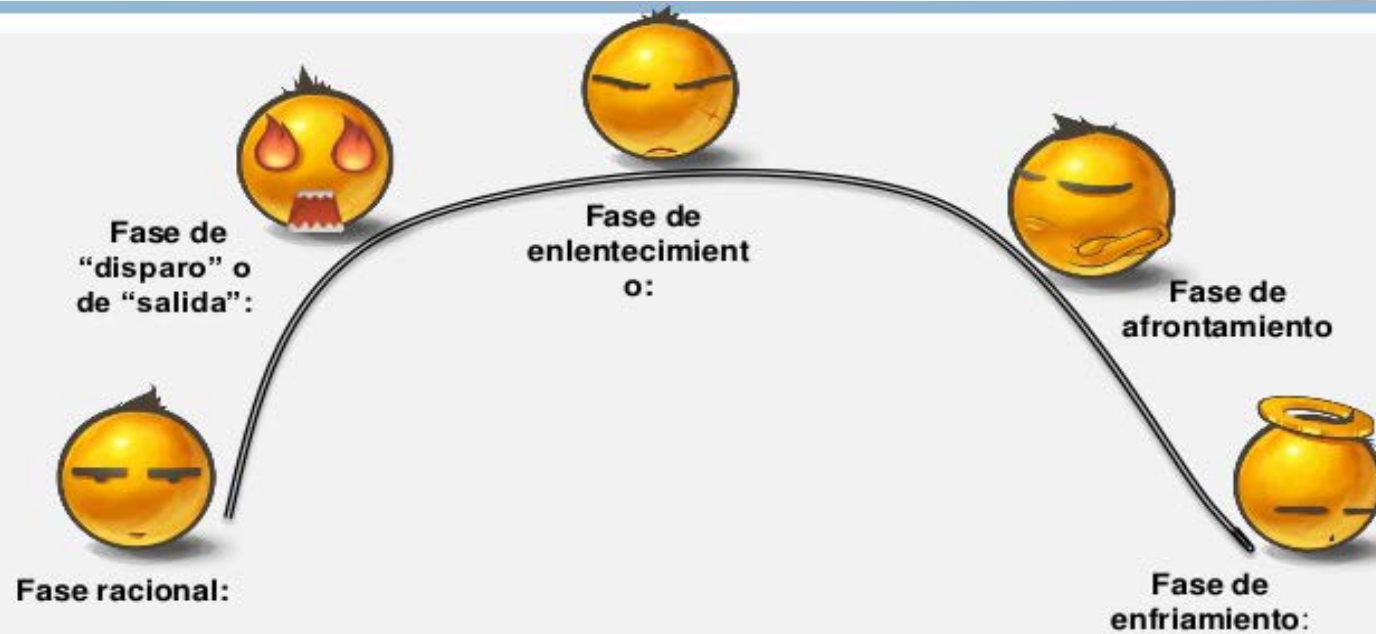 Fase racional:
Fase de
“disparo” o
de “salida”:
Fase de
enlentecimient
o:
Fase de
afrontamiento
Fase de
enfriamiento: